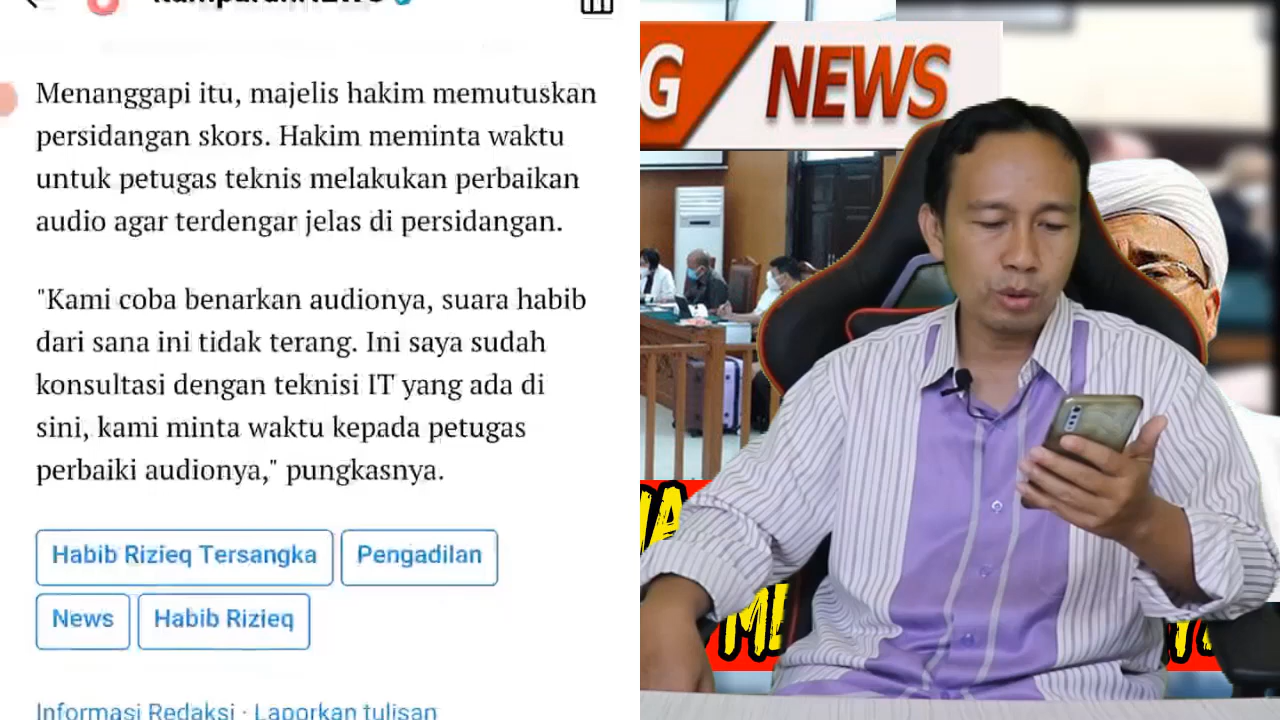 kumparanNEWS
Menanggapi itu, majelis hakim memutuskan
persidangan skors. Hakim meminta waktu
untuk petugas teknis melakukan perbaikan
audio agar terdengar jelas di persidangan.
"Kami coba benarkan audionya, suara habib
dari sana ini tidak terang. Ini saya sudah
konsultasi dengan teknisi IT yang ada di
sini, kami minta waktu kepada petugas
perbaiki audionya," pungkasnya.
Habib Rizieq Tersangka
Pengadilan
News
Habib Rizieq
Informasi Redaksi · Laporkan tulisan
G NEWS